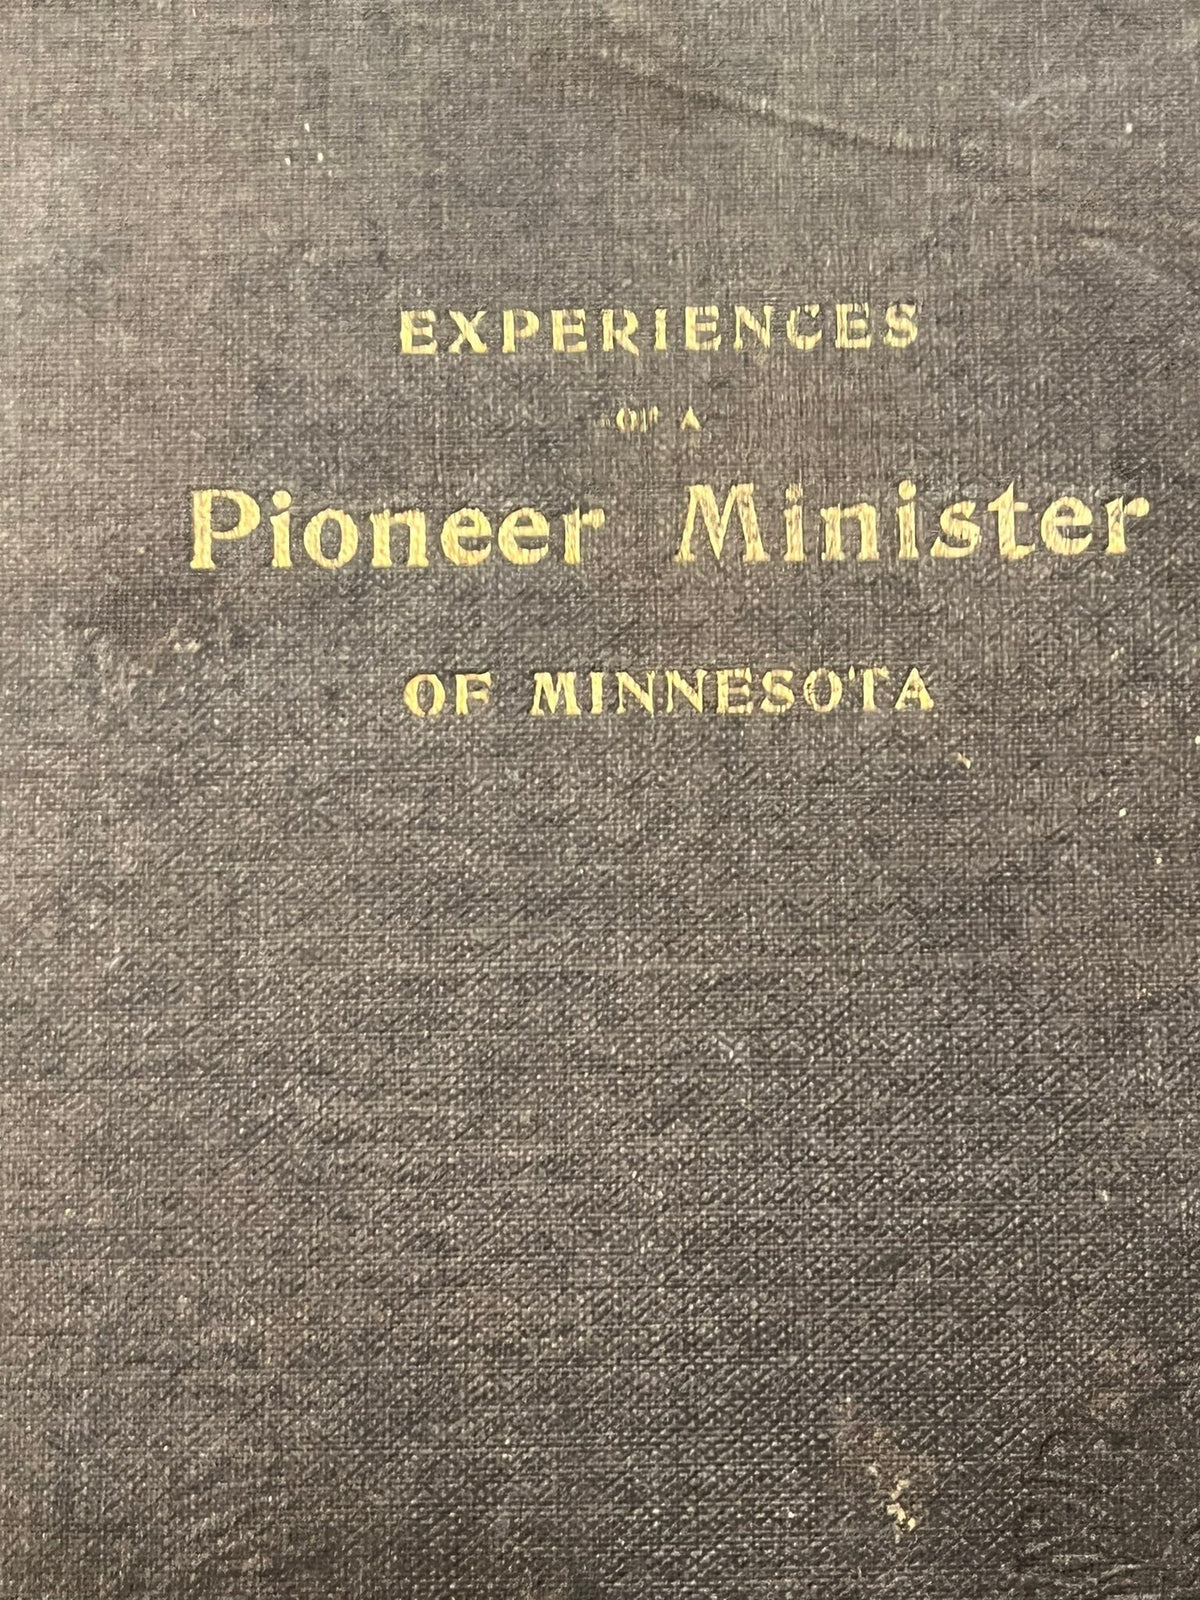 EXPERIENCES
OF A
Pioneer Minister
OF MINNESOTA